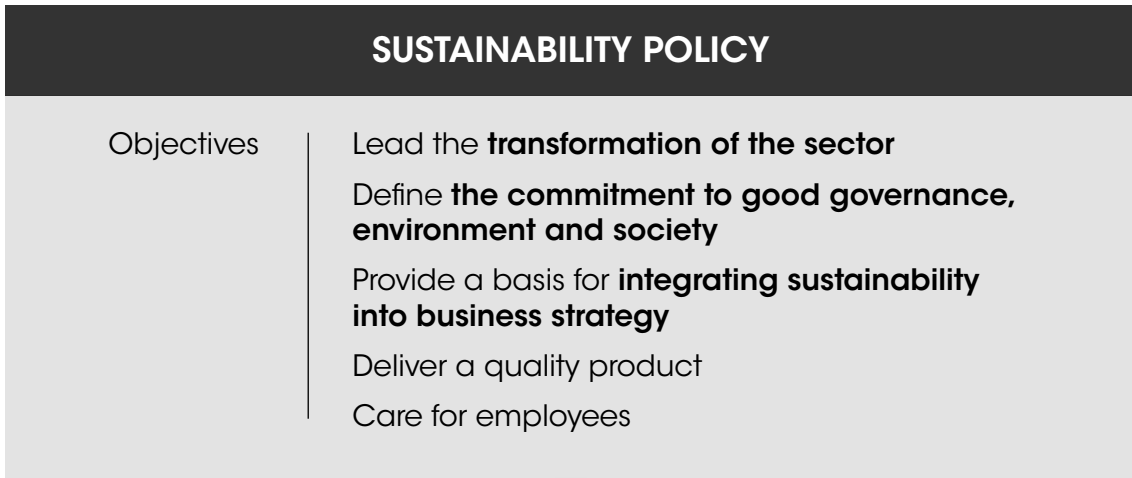 SUSTAINABILITY POLICY
Objectives
Lead the transformation of the sector
Define the commitment to good governance,
environment and society
Provide a basis for integrating sustainability
into business strategy
Deliver a quality product
Care for employees